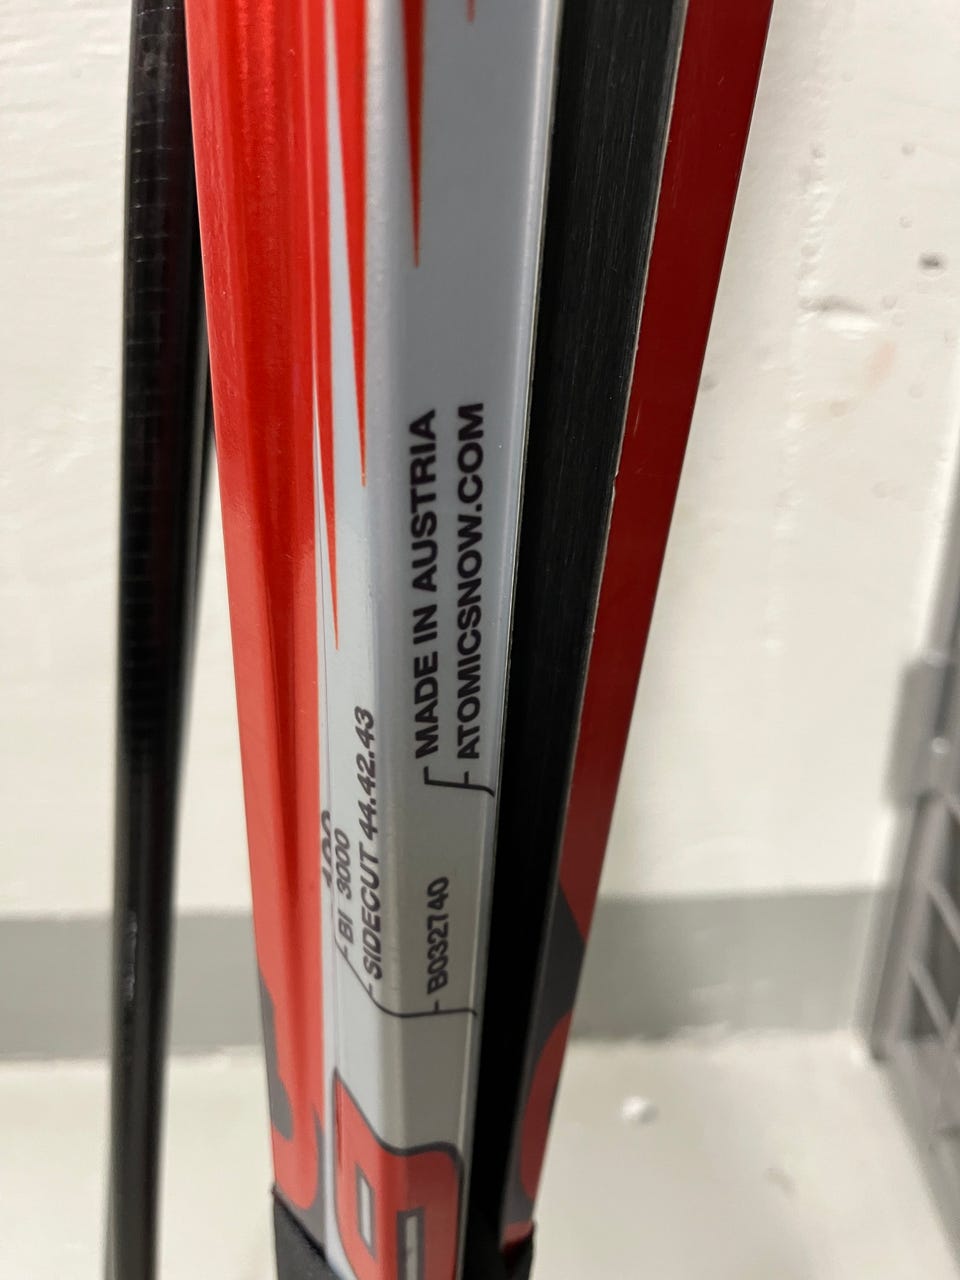 MADE IN AUSTRIA
ATOMICSNOW.COM
BI 3000
SIDECUT 44.42.43
B032740